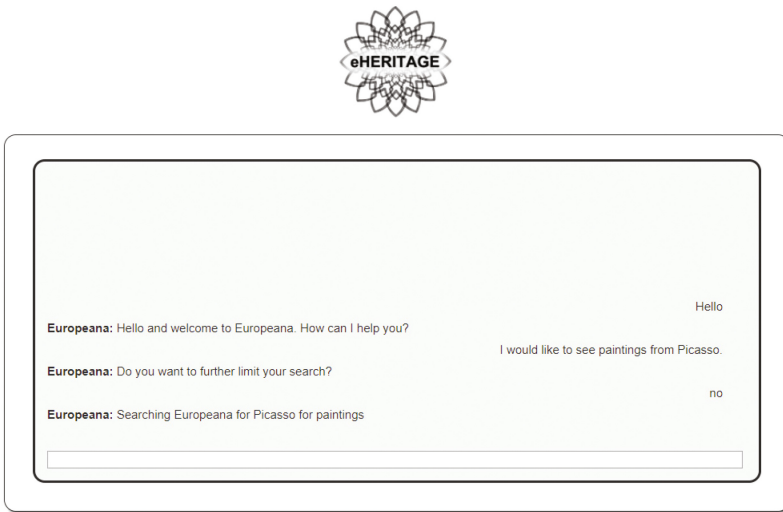 eHERITAGE
Hello
Europeana: Hello and welcome to Europeana. How can I help you?
I would like to see paintings from Picasso.
Europeana: Do you want to further limit your search?
no
Europeana: Searching Europeana for Picasso for paintings